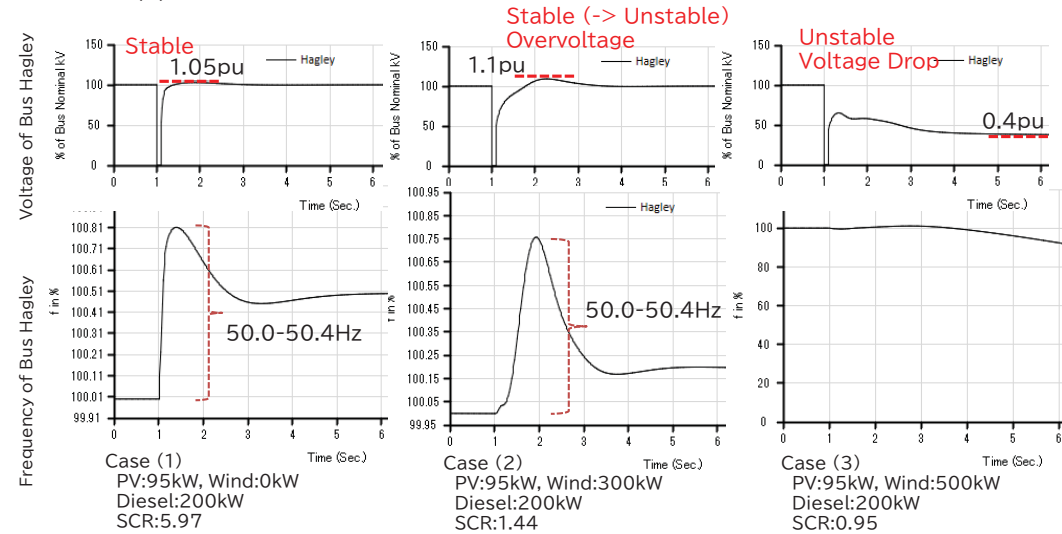 Stable
Stable (-> Unstable)
Overvoltage
Unstable
Voltage Drop
Voltage of Bus Hagley
% of Bus Nominal kV
150
100
50
0
1.05pu
Hagley
0 1 2 3 4 5 6
Time (Sec.)
% of Bus Nominal kV
150
100
50
0
1.1pu
Hagley
0 1 2 3 4 5 6
% of Bus Nominal kV
150
100
50
0
Hagley
0.4pu
0 1 2 3 4 5 6
Time (Sec.)
Frequency of Bus Hagley
f in %
100.81
100.71
100.61
100.51
100.41
100.31
100.21
100.11
100.01
99.91
50.0-50.4Hz
0 1 2 3 4 5 6
Time (Sec.)
f in %
100.95
100.85
100.75
100.65
100.55
100.45
100.35
100.25
100.15
100.05
99.95
Hagley
50.0-50.4Hz
0 1 2 3 4 5 6
Time (Sec.)
f in %
100
80
60
40
20
0
0 1 2 3 4 5 6
Time (Sec.)
Case (1)
PV:95kW, Wind:0kW
Diesel:200kW
SCR:5.97
Case (2)
PV:95kW, Wind:300kW
Diesel:200kW
SCR:1.44
Case (3)
PV:95kW, Wind:500kW
Diesel:200kW
SCR:0.95